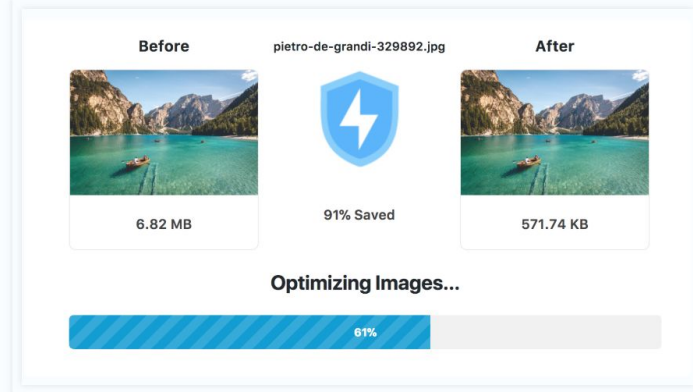 Before
pietro-de-grandi-329892.jpg
After
6.82 MB
91% Saved
571.74 KB
Optimizing Images...
61%